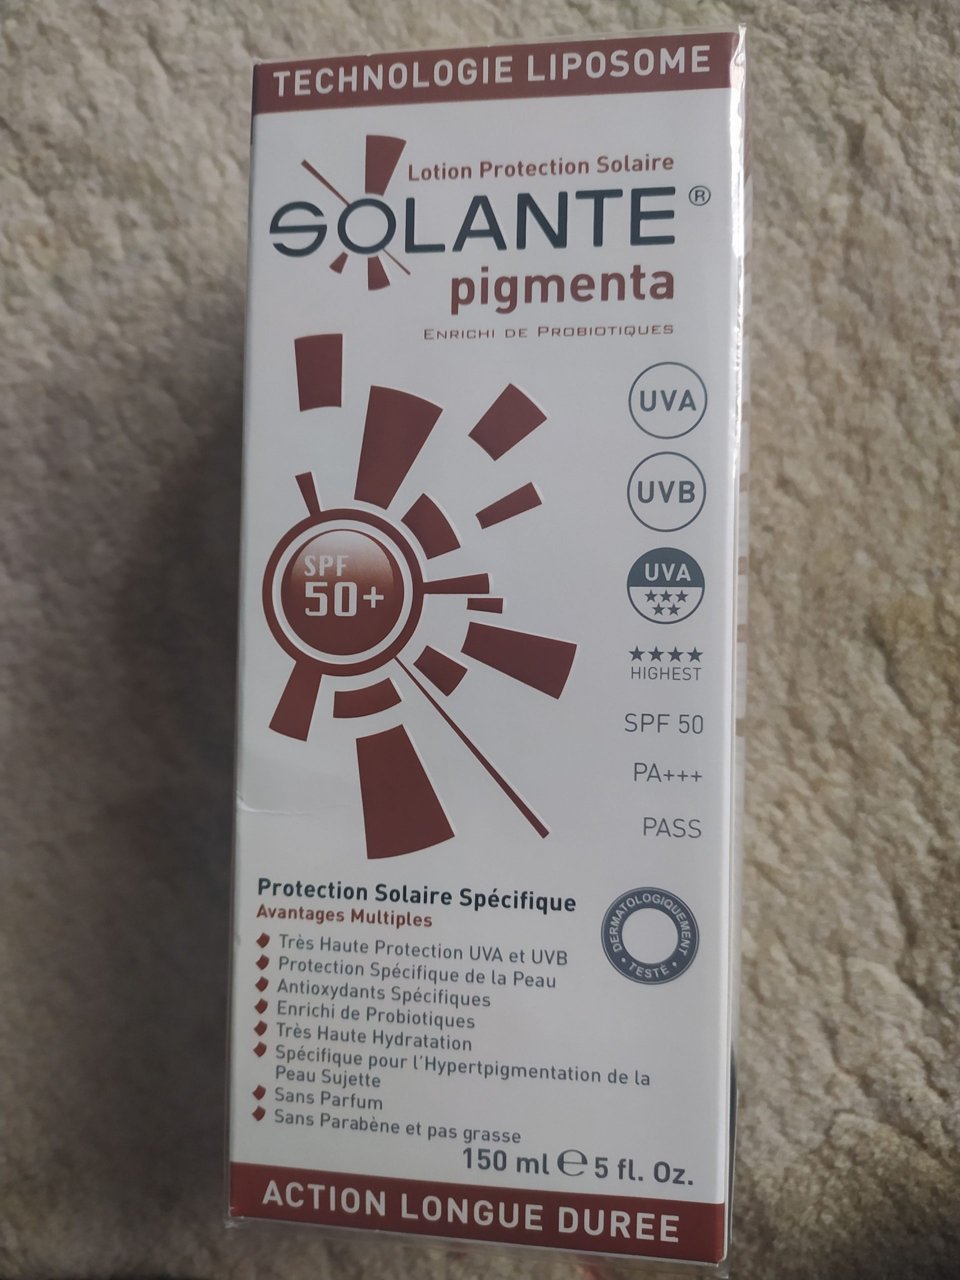 TECHNOLOGIE LIPOSOME
Lotion Protection Solaire
SOLANTE®
pigmenta
ENRICHI DE PROBIOTIQUES
UVA
UVB
UVA
SPF
50+
HIGHEST
SPF 50
PA+++
PASS
Protection Solaire Spécifique
Avantages Multiples
Très Haute Protection UVA et UVB
Protection Spécifique de la Peau
Antioxydants Spécifiques
Enrichi de Probiotiques
Très Haute Hydratation
Spécifique pour l'Hypertpigmentation de la
Peau Sujette
Sans Parfum
Sans Parabène et pas grasse
DERMATOLOGIQUEMENT
TESTÉ
150 ml e 5 fl. Oz.
ACTION LONGUE DUREE